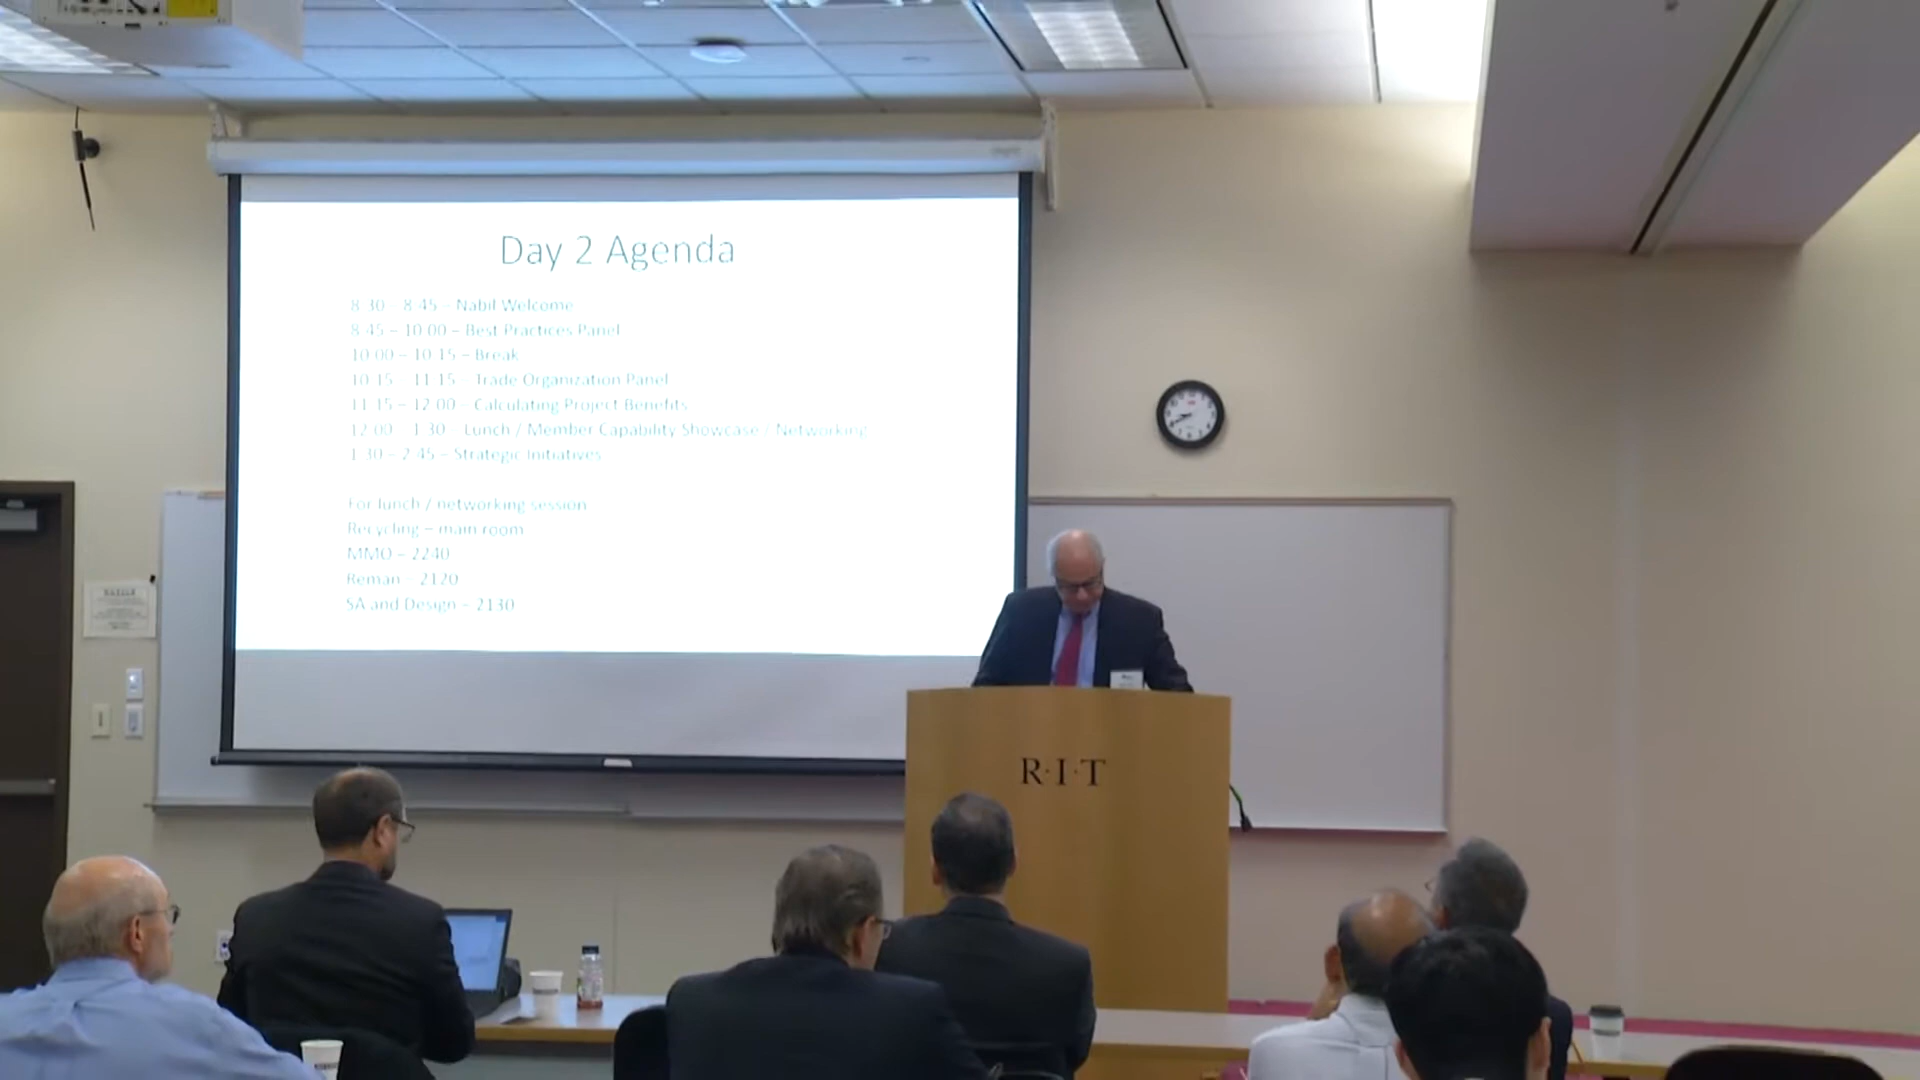 Day 2 Agenda
8:30 – 8:45 – Nabil Welcome
8:45 – 10:00 – Best Practices Panel
10:00 – 10:15 – Break
10:15 – 11:15 – Trade Organization Panel
11:15 – 12:00 – Calculating Project Benefits
12:00 – 1:30 – Lunch / Member Capability Showcase / Networking
1:30 – 2:45 – Strategic Initiatives
For lunch / networking session
Recycling – main room
MMO – 2240
Reman – 2120
SA and Design – 2130
R·I·T